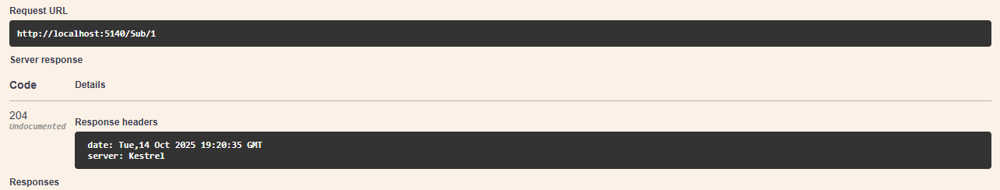 Request URL
http://localhost:5140/Sub/1
Server response
Code Details
204
Undocumented
Response headers
date: Tue,14 Oct 2025 19:20:35 GMT
server: Kestrel
Responses